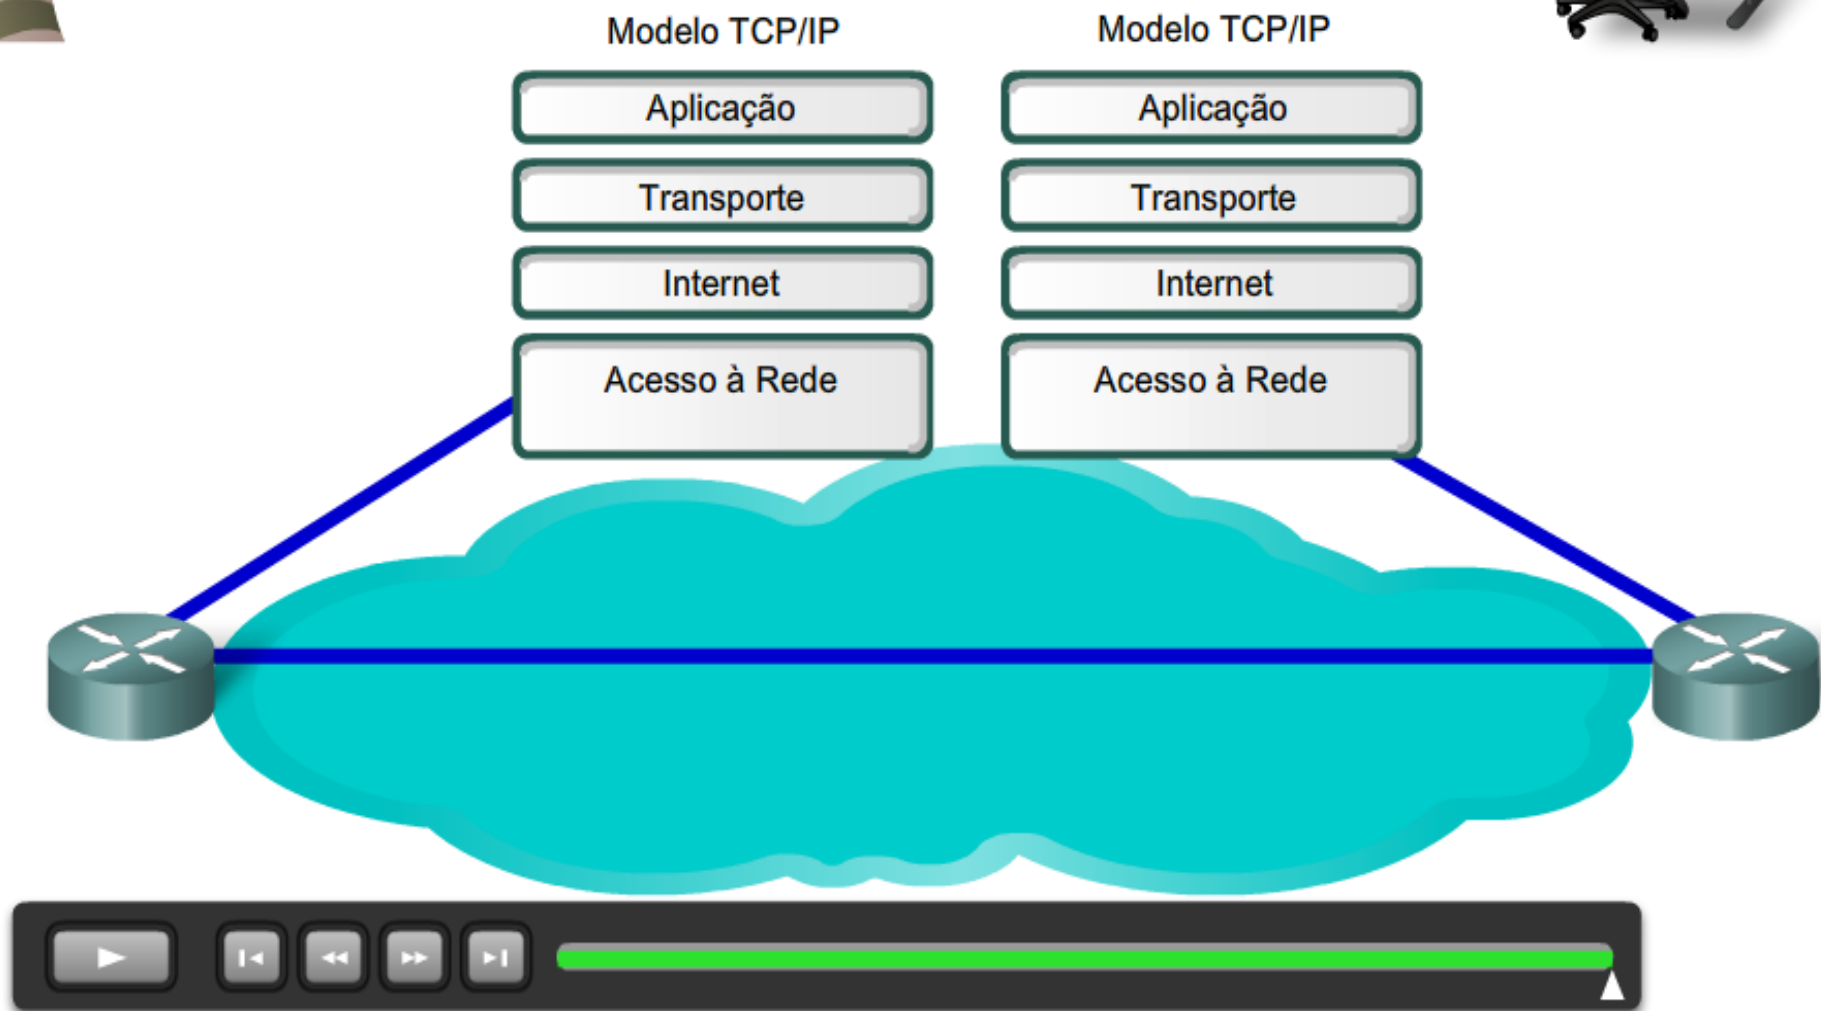 Modelo TCP/IP
Aplicação
Transporte
Internet
Acesso à Rede
Modelo TCP/IP
Aplicação
Transporte
Internet
Acesso à Rede